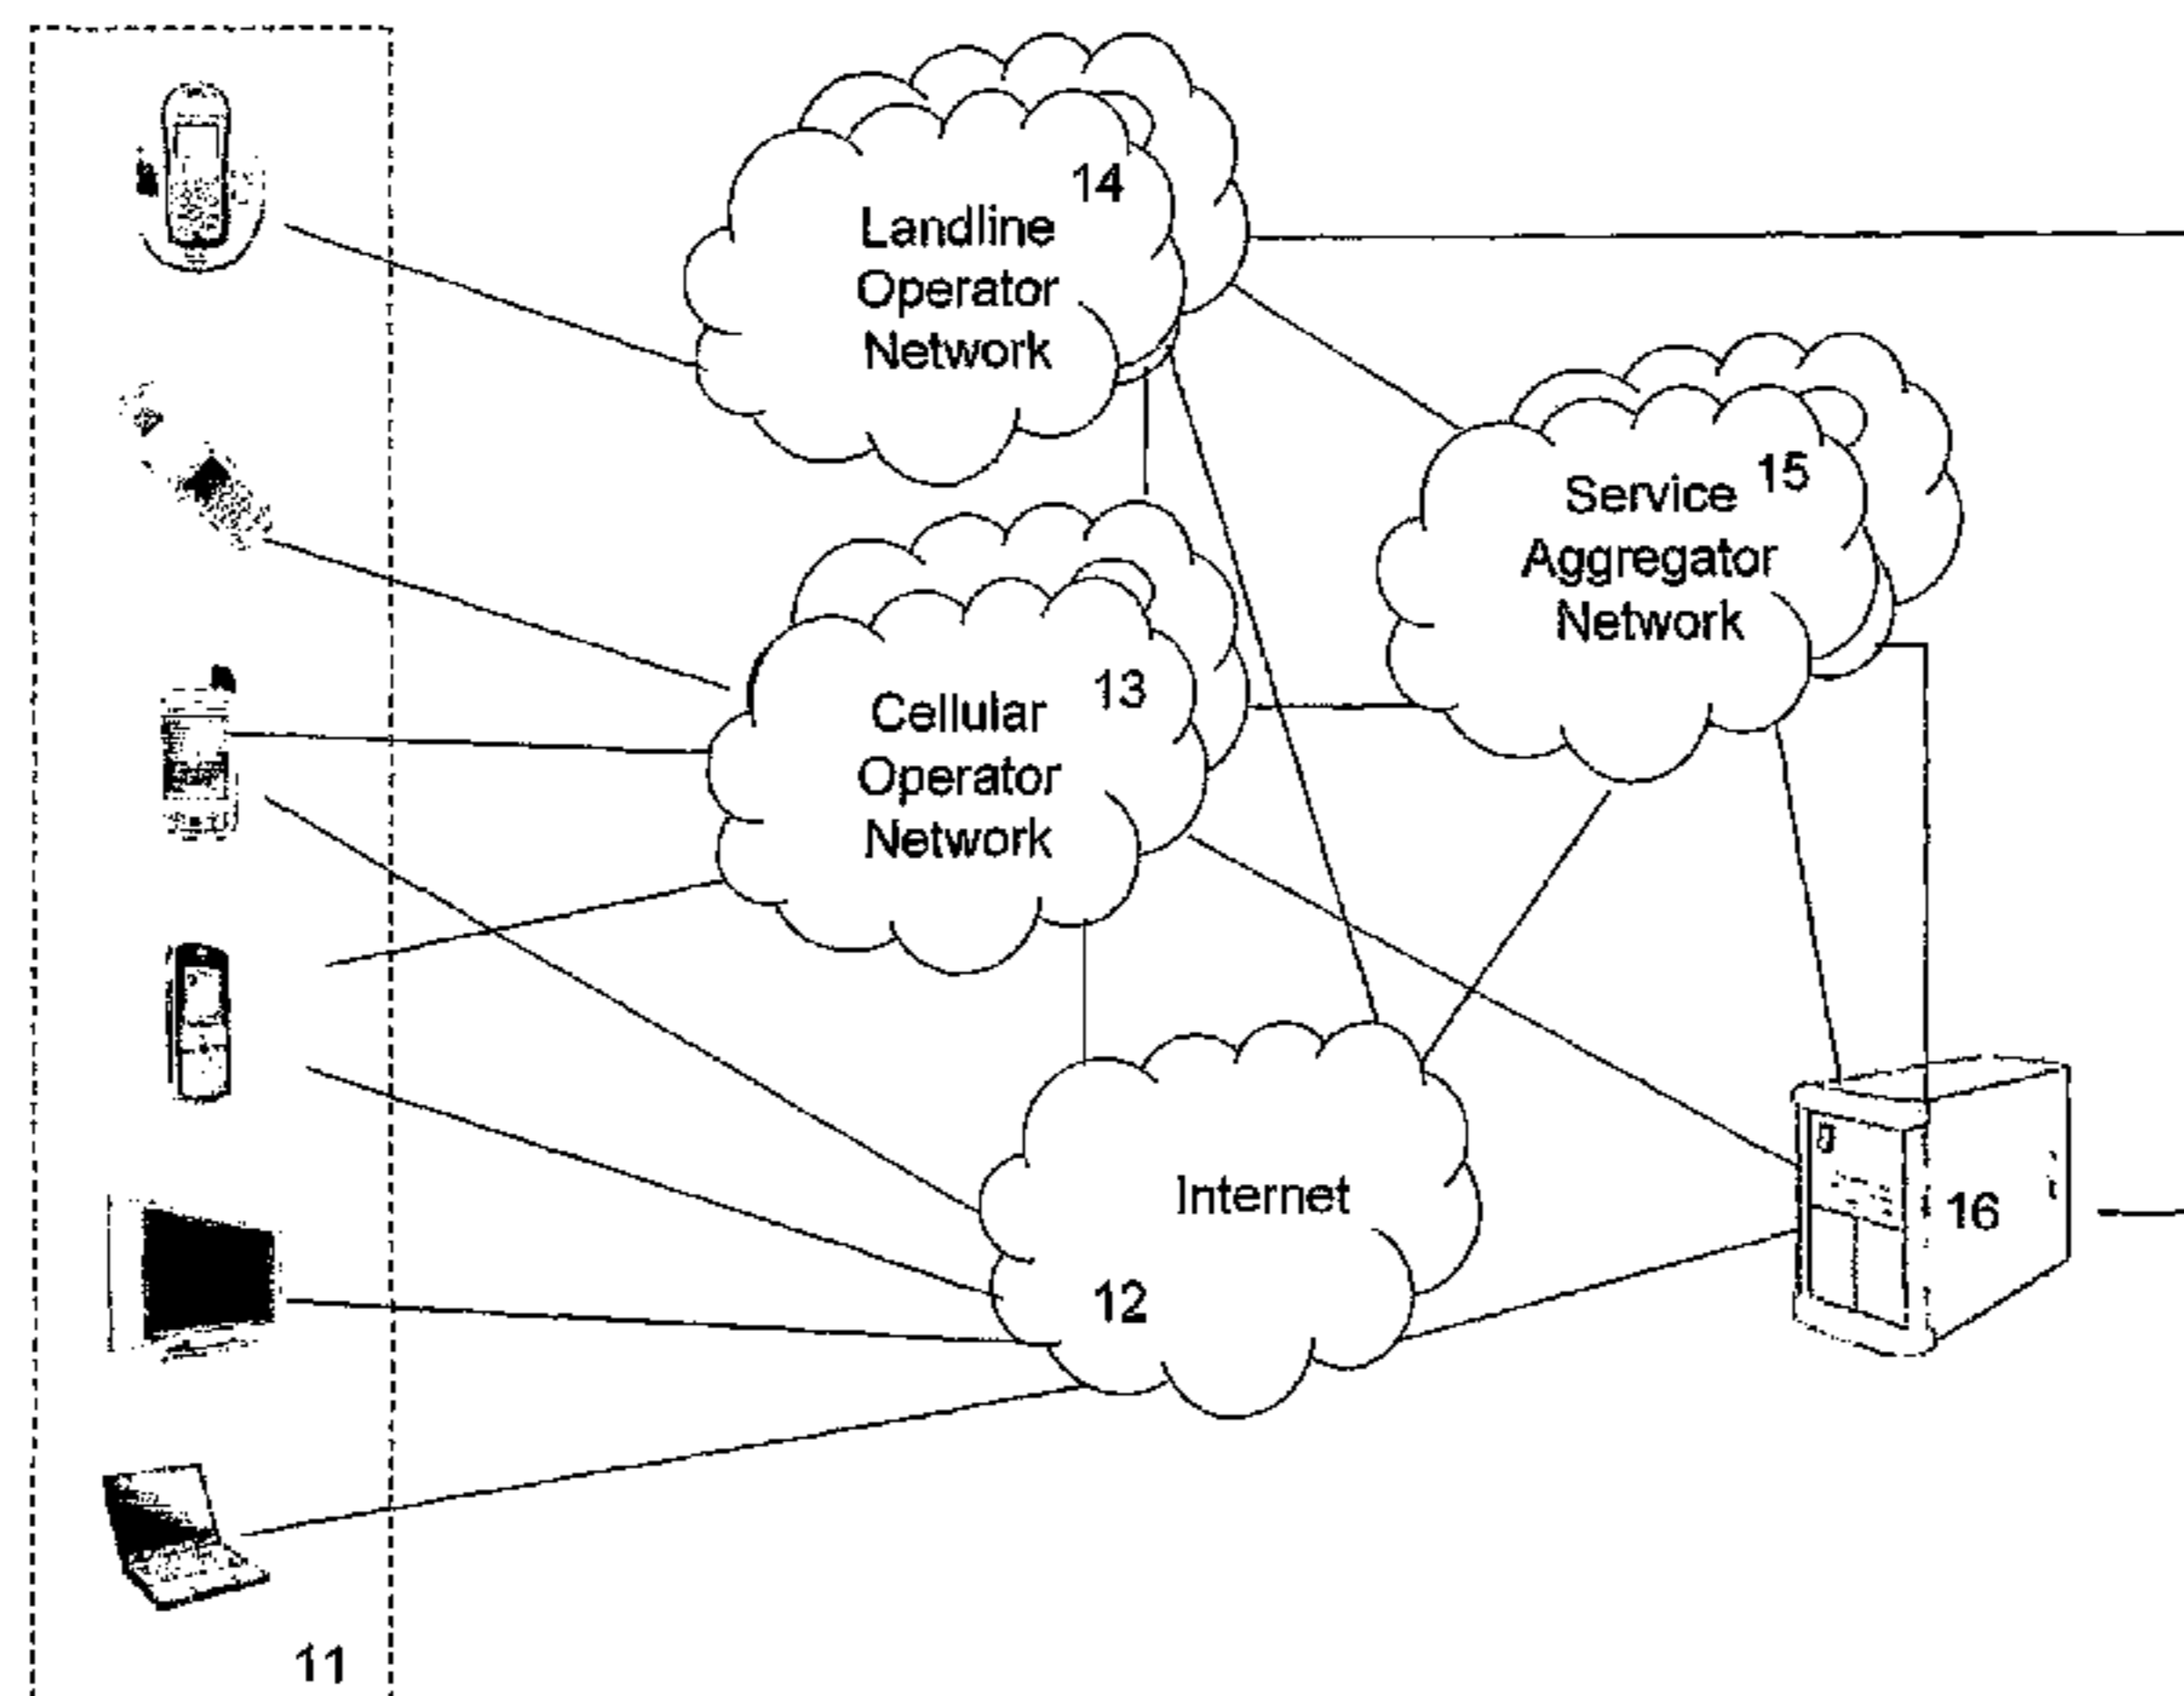 14
Landline
Operator
Network
15
Service
Aggregator
Network
13
Cellular
Operator
Network
Internet
12
16
11